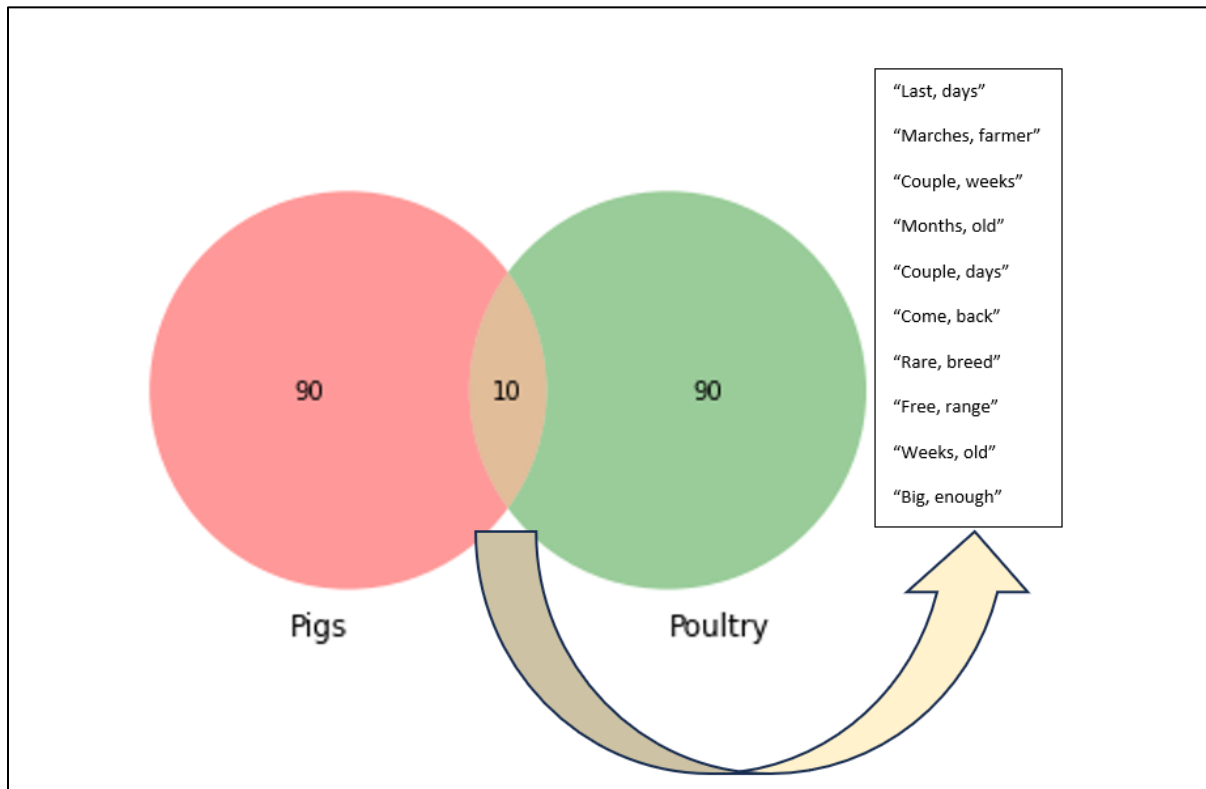 90
10
90
Pigs
Poultry
“Last, days”
“Marches, farmer”
“Couple, weeks”
“Months, old”
“Couple, days”
“Come, back”
“Rare, breed”
“Free, range”
“Weeks, old”
“Big, enough”